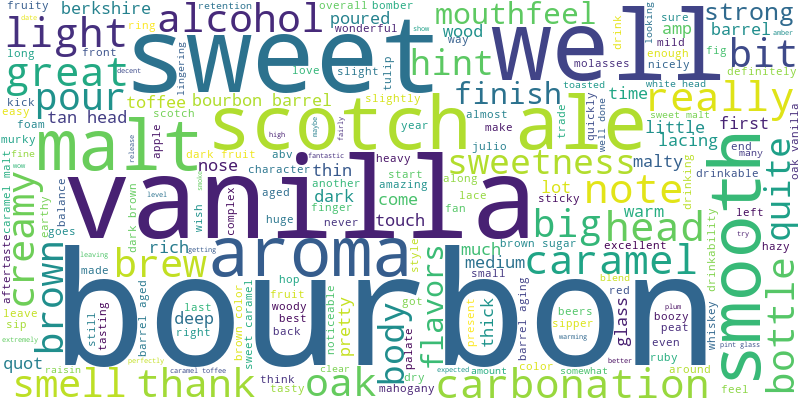 fruity
berkshire
alcohol
retention
overall
bomber
mouthfeel
looking
sure
strong
ring
poured
wonderful
show
drink
amp
light
sweet
well
wood
way
barrel
mild
bit
long
front
lingering
love
slight
tulip
hint
molasses
enough
nicely
fig
amber
great
decent
toffee
bourbon barrel
slightly
finish
toasted
definitely
kick
pour
scotch
year
time
white head
really
easy
tan head
scotch ale
almost
make
trade
quickly
well done
little
sweet malt
first
foam
malt
apple
high
maybe
fairly
julio
lacing
end
many
murky
nose
dark fruit
abv
fantastic
heavy
sweetness
malty
drinkable
oak vanilla
fine
release
wow
character
thin
start
along
lot
note
drinking
smooth
quite
caramel malt
vanilla
aged
another
amazing
lace
sticky
creamy
earthy
balance
level
smoke
wish
complex
huge
dark
finger
come
fan
big
head
warm
left
try
goes
dark brown
never
touch
drinkability
hazy
aftertaste
rich
aroma
much
brown sugar
excellent
leaving
getting
style
medium
small
caramel
bottle
brown
made
brew
hop
pretty
flavors
blend
leave
bourbon
barrel aged
brown color
sweet caramel
fruit
noticeable
got
body
present
thick
barrel aging
beers
red
glass
boozy
whiskey
sip
still
tasting
last
deep
right
woody
best
back
palate
sipper
peat
plum
even
pint glass
extremely
perfectly
warming
better
ruby
quot
raisin
caramel toffee
clear
dry
expected
amount
color
somewhat
around
smell
thank
think
oak
tasty
mahogany
carbonation
feel